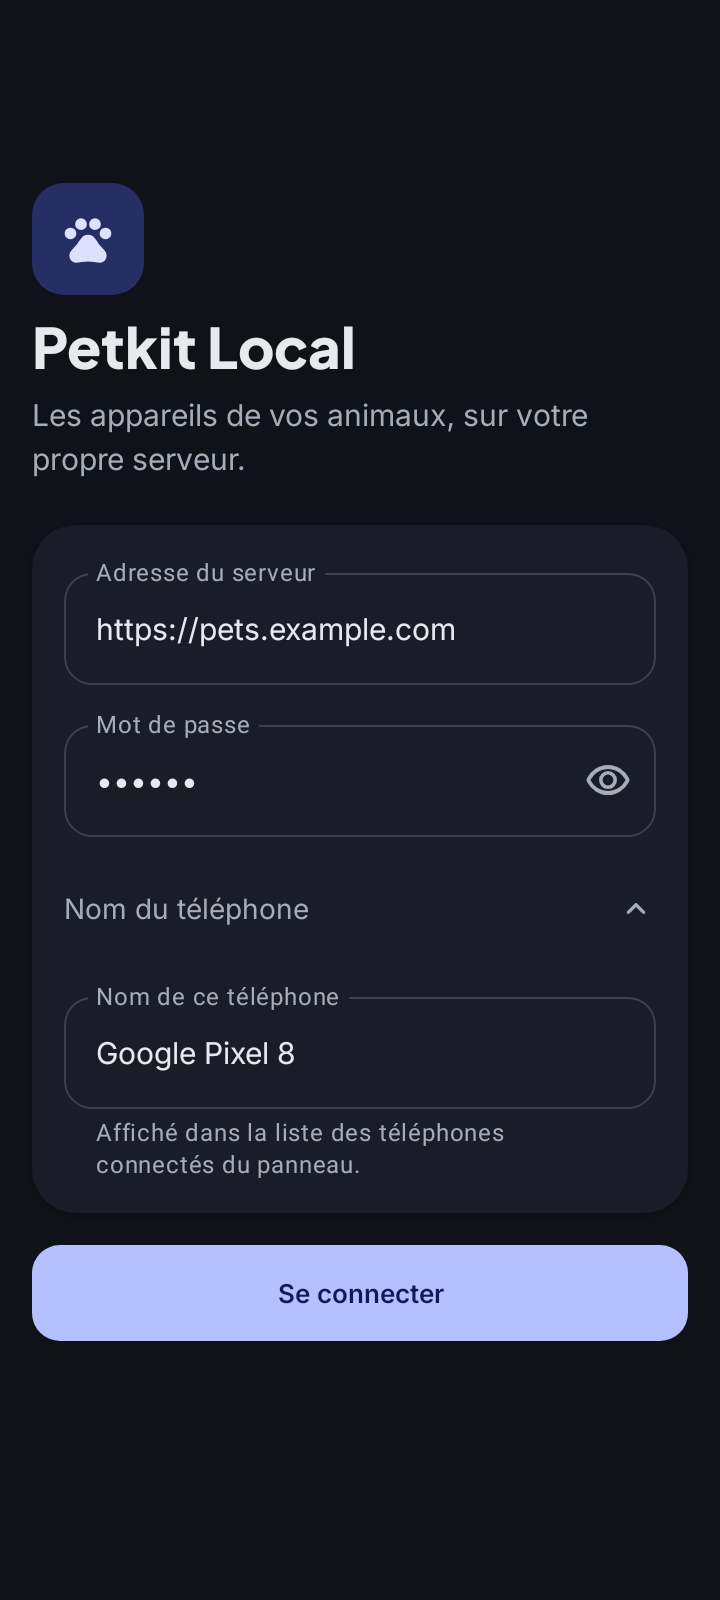 Petkit Local
Les appareils de vos animaux, sur votre
propre serveur.
Adresse du serveur
https://pets.example.com
Mot de passe
••••••
Nom du téléphone
Nom de ce téléphone
Google Pixel 8
Affiché dans la liste des téléphones
connectés du panneau.
Se connecter